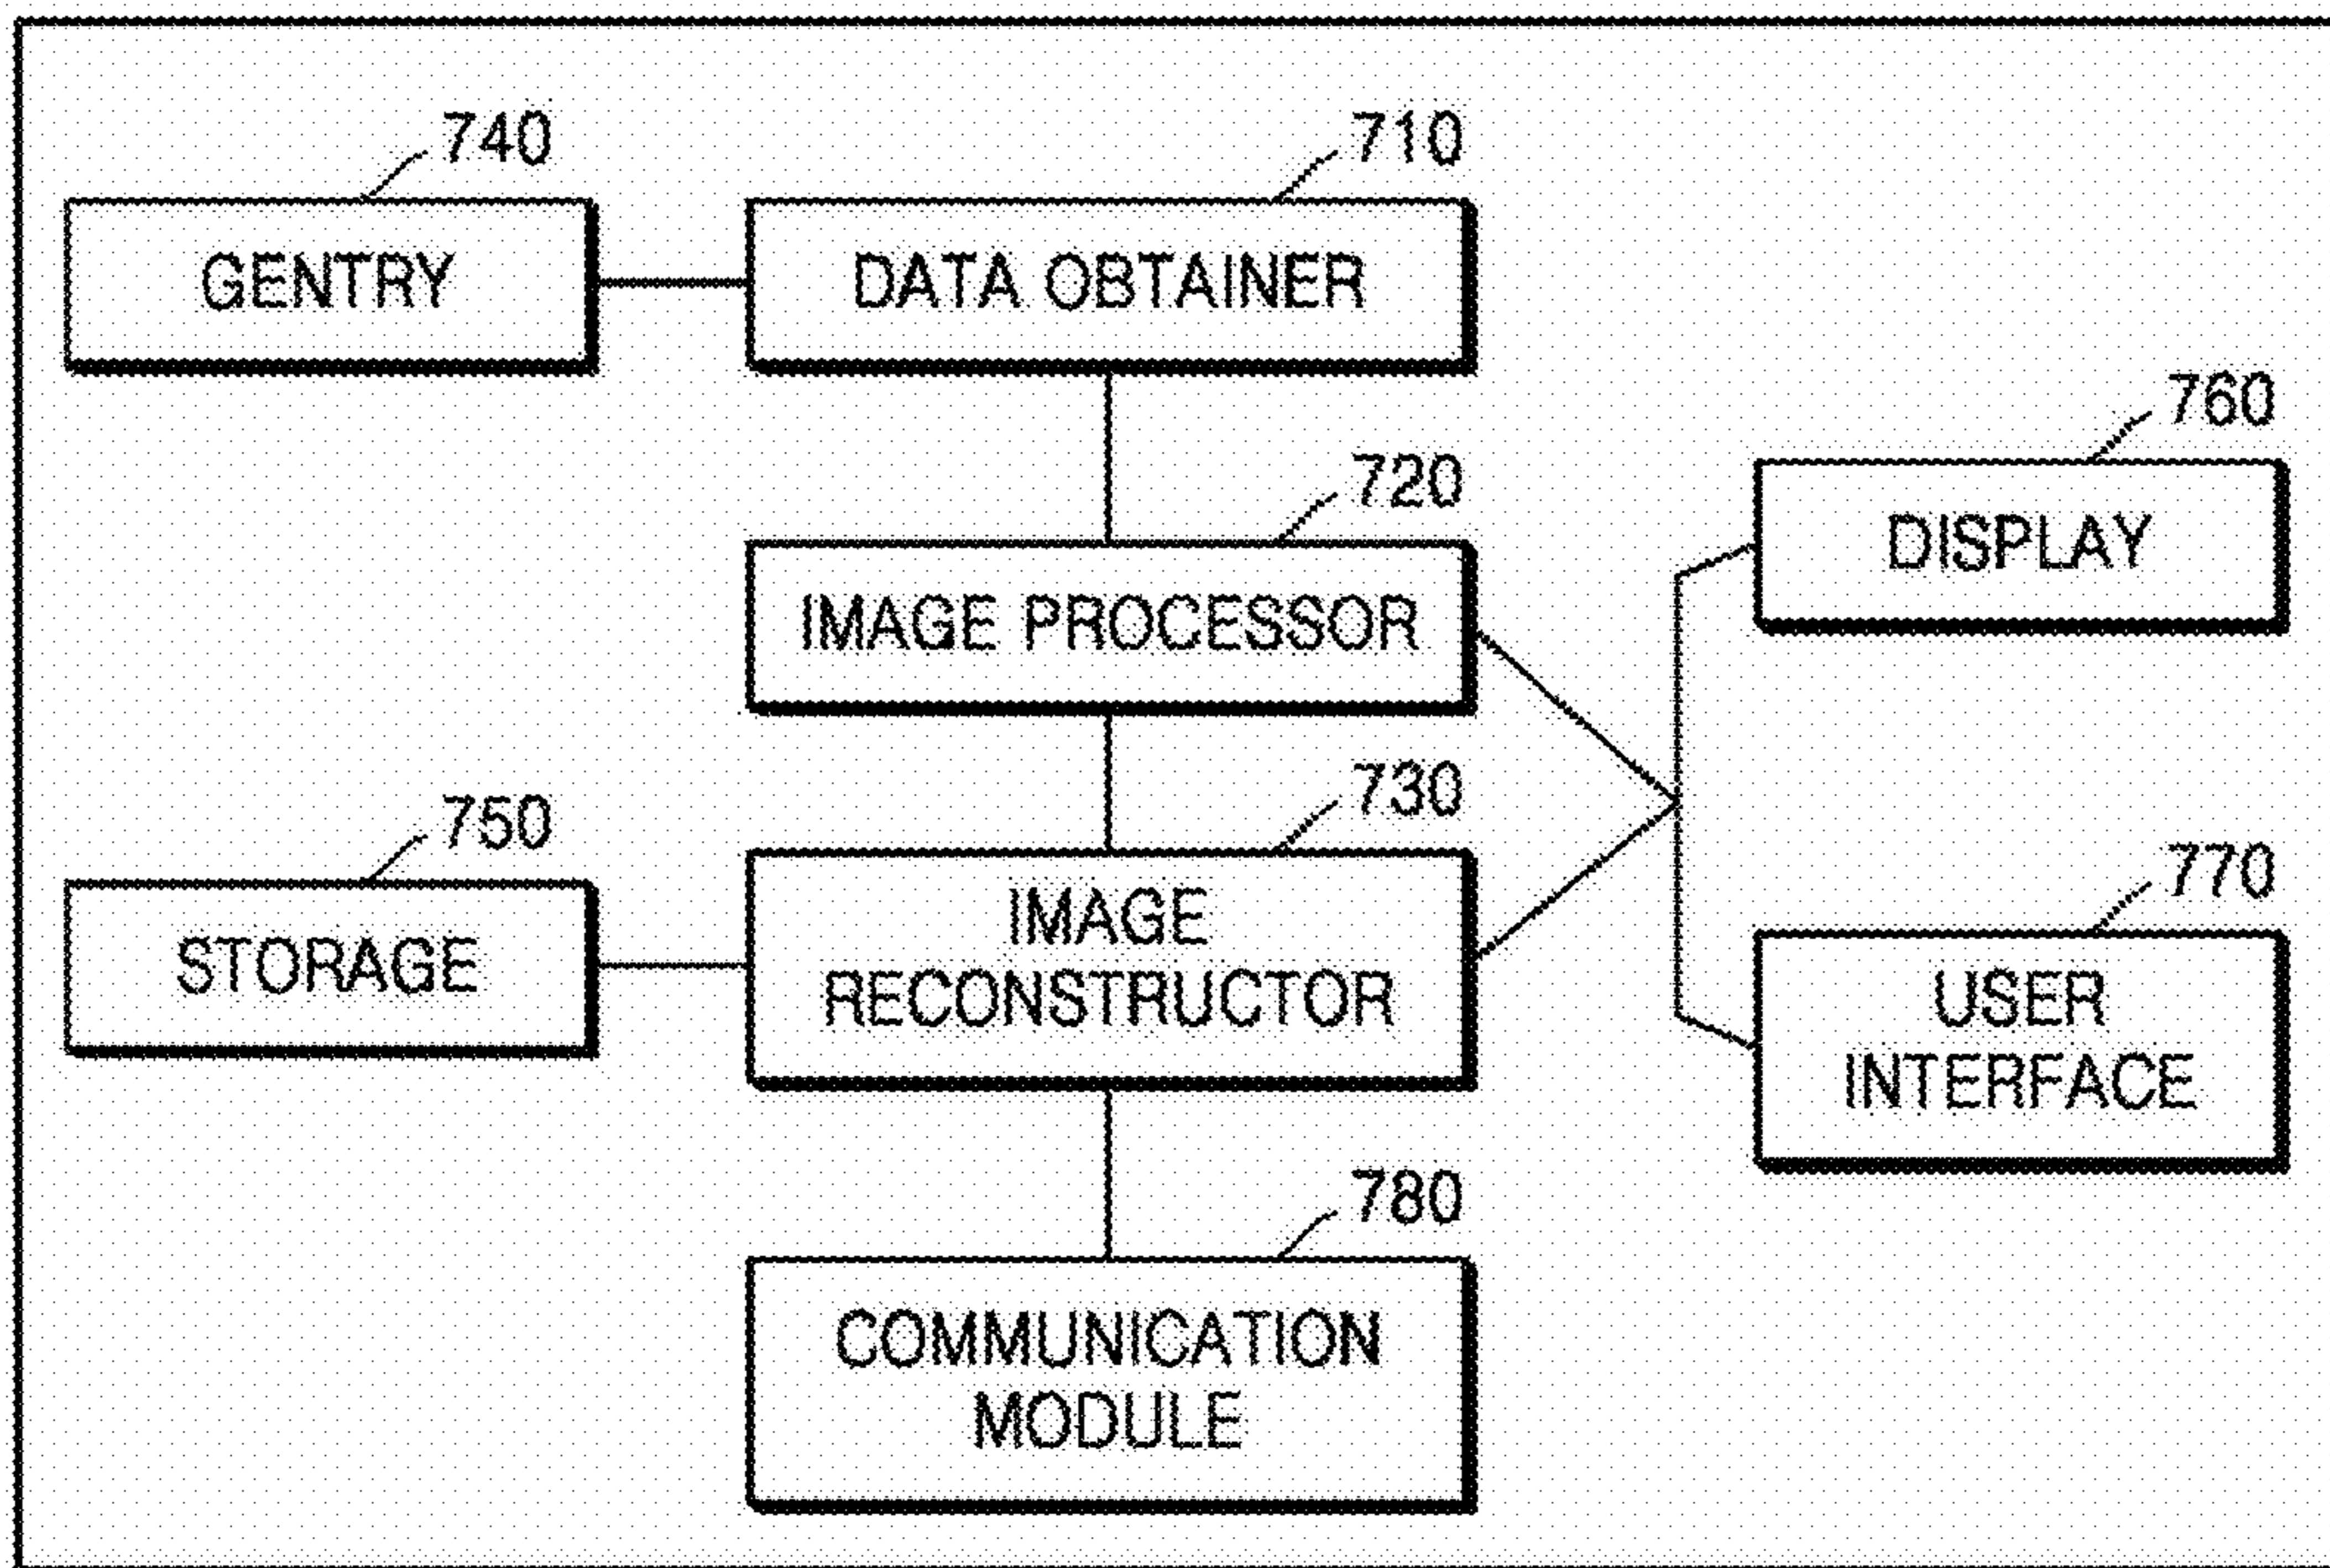 740
710
GENTRY
DATA OBTAINER
760
720
DISPLAY
IMAGE PROCESSOR
730
750
770
IMAGE
RECONSTRUCTOR
STORAGE
USER
INTERFACE
780
COMMUNICATION
MODULE